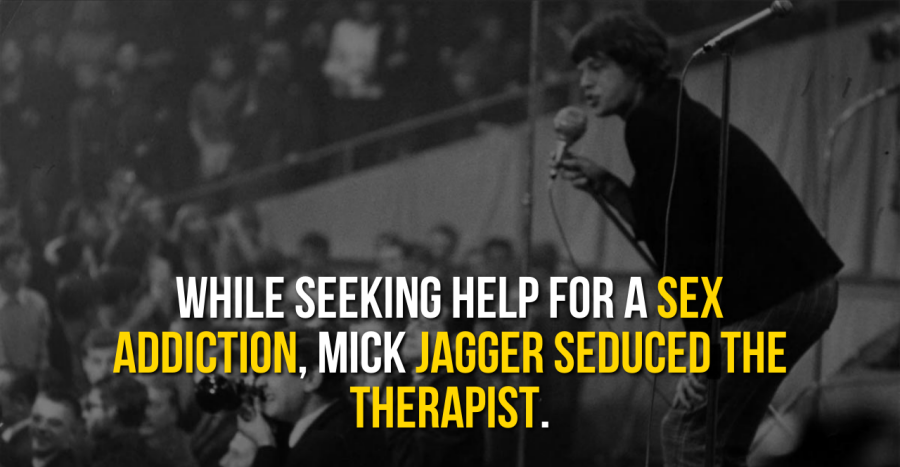 WHILE SEEKING HELP FOR A SEX
ADDICTION, MICK JAGGER SEDUCED THE
THERAPIST.